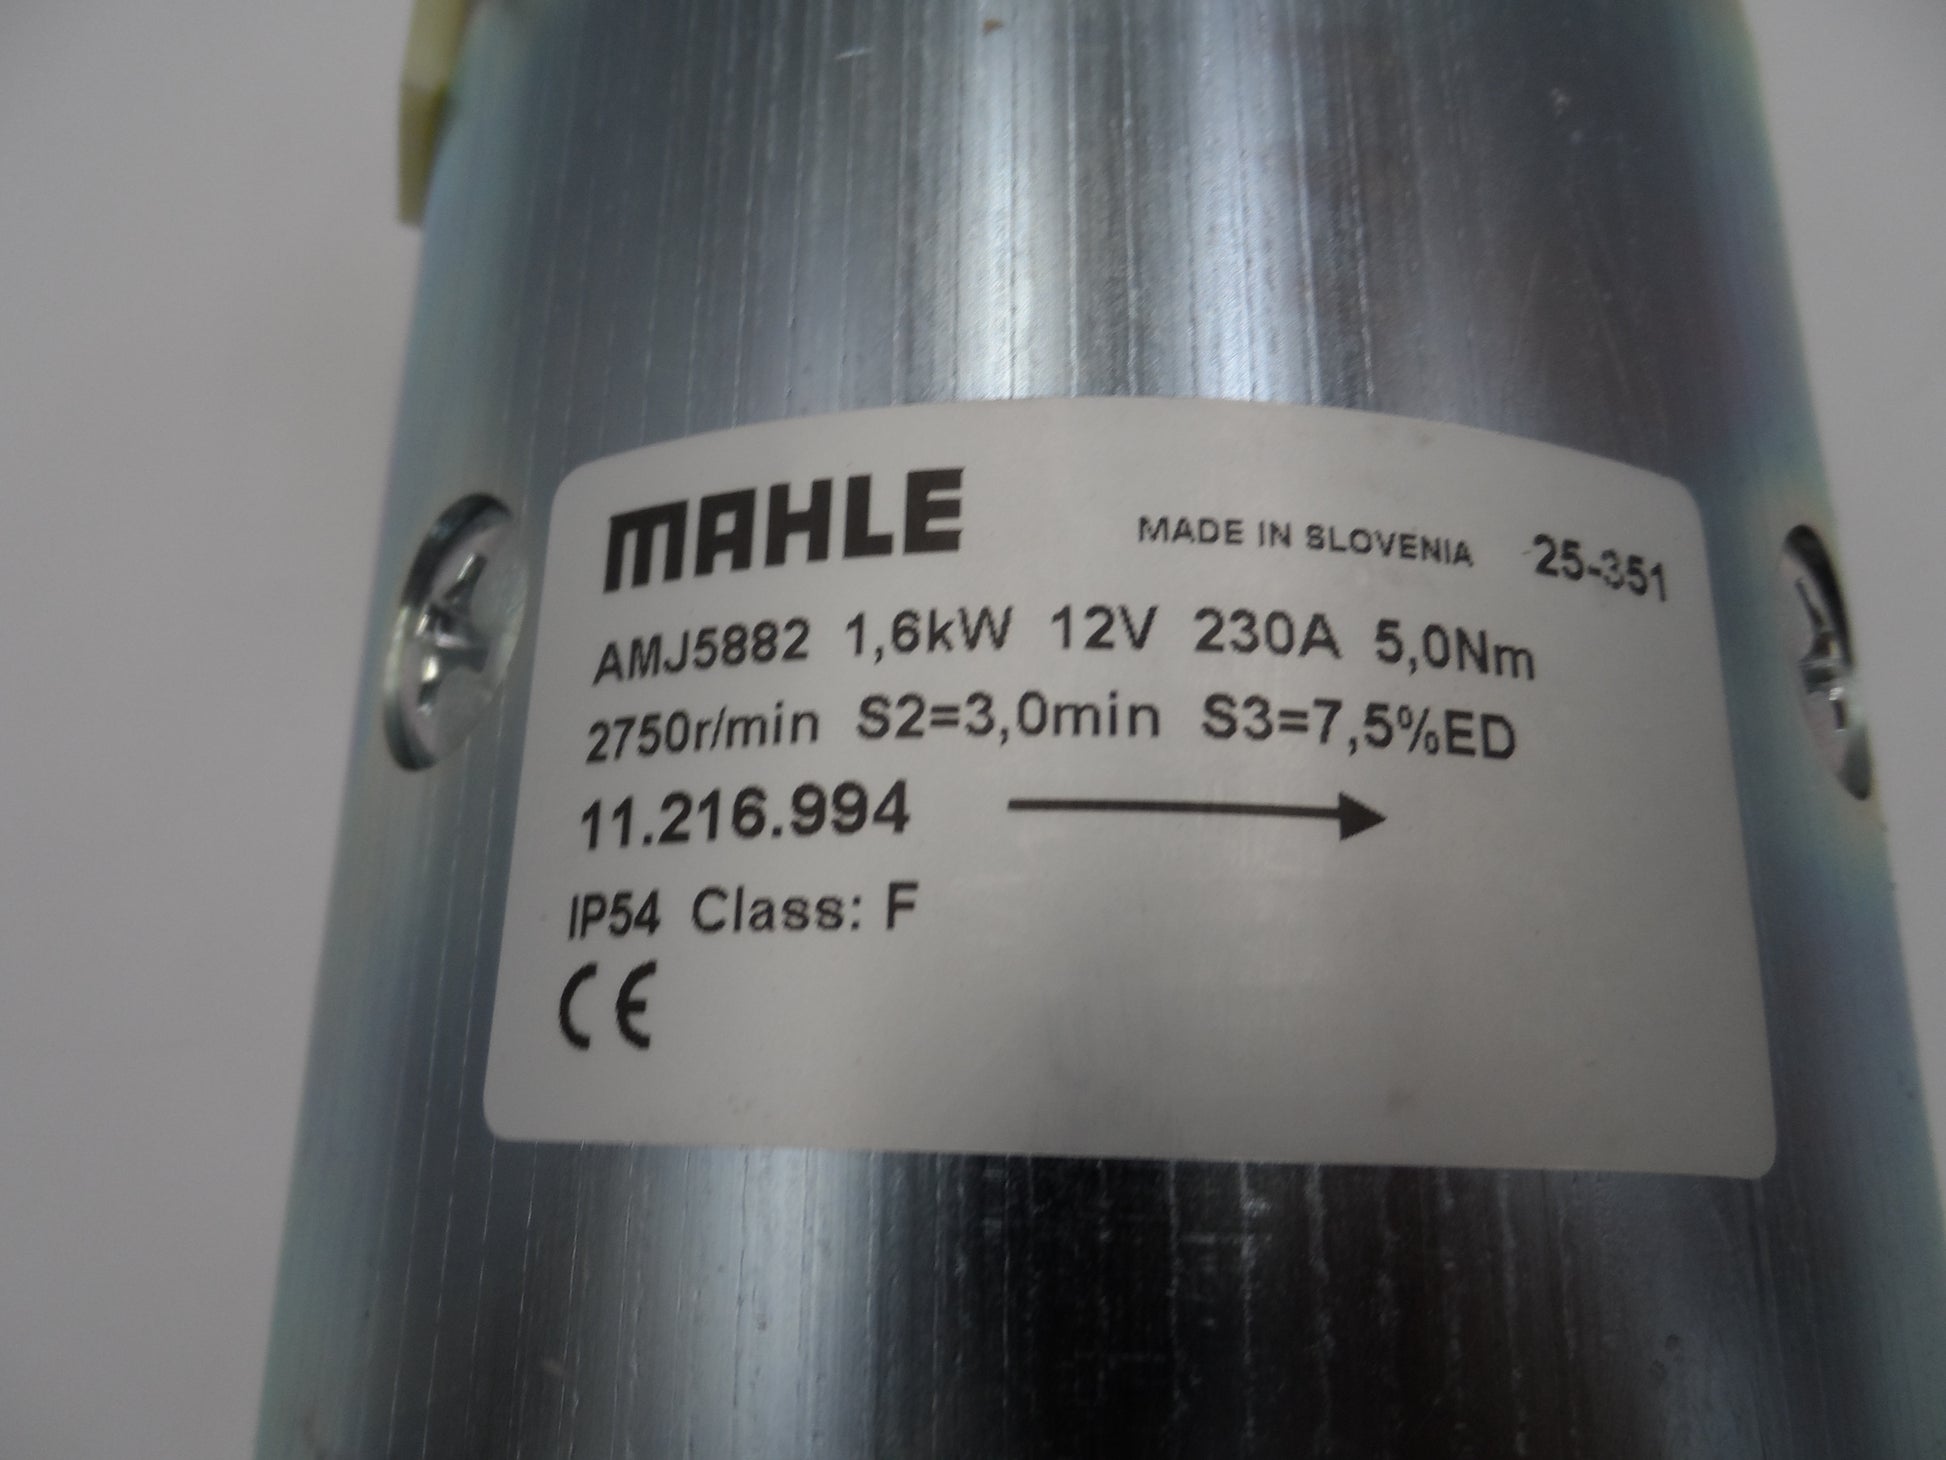 MAHLE MADE IN SLOVENIA 25-351
AMJ5882 1,6kW 12V 230A 5,0Nm
2750r/min S2=3,0min S3=7,5%ED
11.216.994
IP54 Class: F
CE